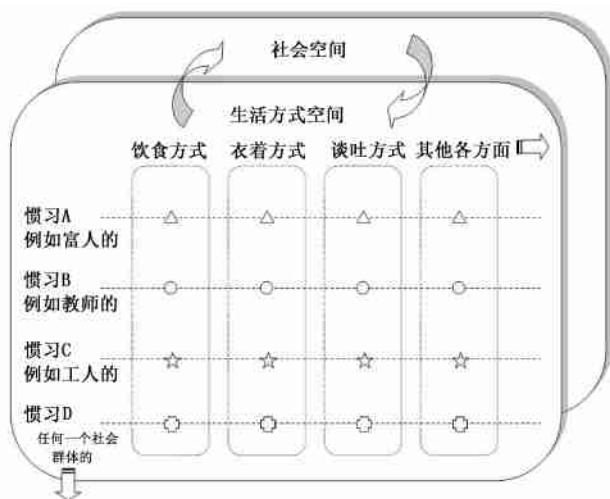 社会空间
生活方式空间
饮食方式 衣着方式 谈吐方式 其他各方面
惯习A
例如富人的
惯习B
例如教师的
惯习C
例如工人的
惯习D
任何一个社会
群体的